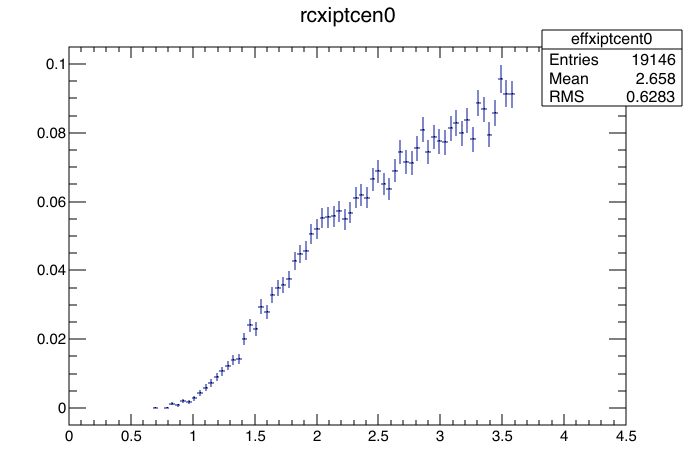 rcxiptcen0
effxiptcent0
Entries 19146
Mean 2.658
RMS 0.6283
0.1
0.08
0.06
0.04
0.02
0
0 0.5 1 1.5 2 2.5 3 3.5 4 4.5